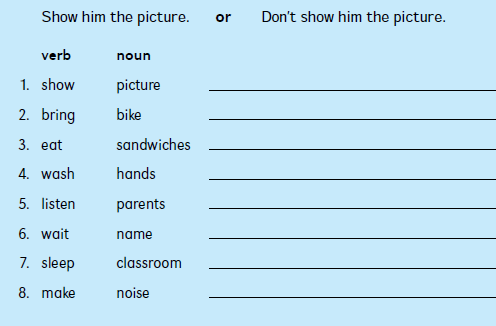 Show him the picture. or Don't show him the picture.
verb noun
1. show picture
2. bring bike
3. eat sandwiches
4. wash hands
5. listen parents
6. wait name
7. sleep classroom
8. make noise